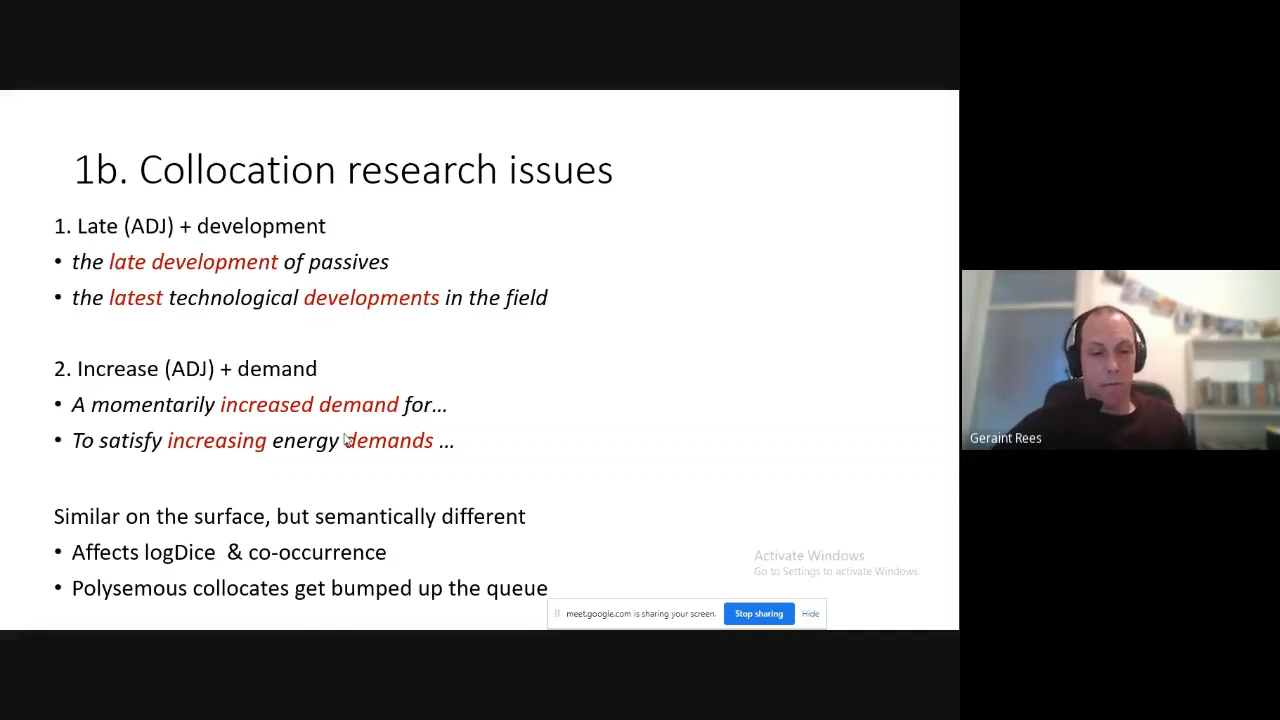 1b. Collocation research issues
1. Late (ADJ) + development
• the late development of passives
• the latest technological developments in the field
2. Increase (ADJ) + demand
• A momentarily increased demand for...
• To satisfy increasing energy demands ...
Similar on the surface, but semantically different
• Affects logDice & co-occurrence
• Polysemous collocates get bumped up the queue
Activate Windows
Go to Settings to activate Windows.
meet.google.com is sharing your screen. Stop sharing Hide
Geraint Rees